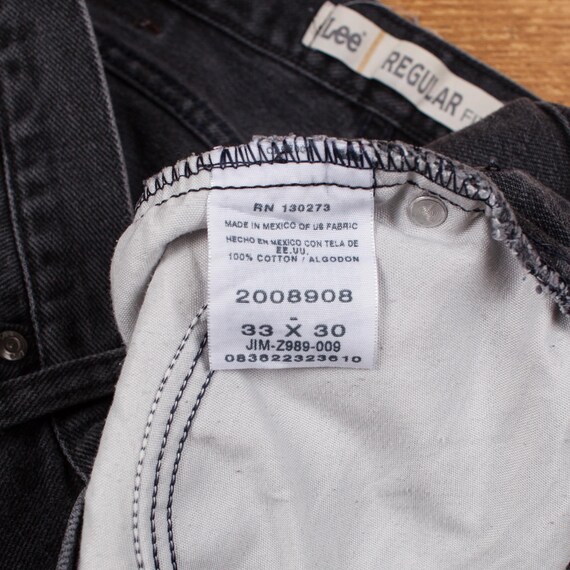 Lee
REGULAR
RN 130273
MADE IN MEXICO OF US FABRIC
HECHO EN MEXICO CON TELA DE
EE.UU.
100% COTTON / ALGODON
2008908
-
33 X 30
JIM-Z989-009
083622323610